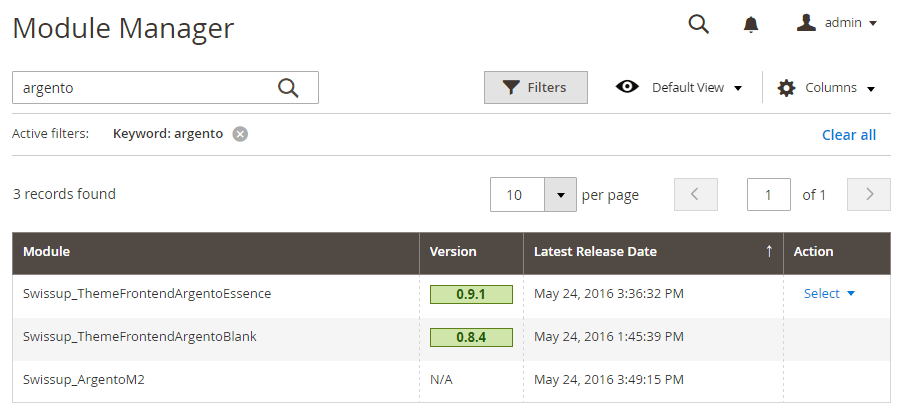 Module Manager
admin
argento
Filters
Default View
Columns
Active filters: Keyword: argento
Clear all
3 records found
10 per page
1 of 1
Module Version Latest Release Date ↑ Action
Swissup_ThemeFrontendArgentoEssence 0.9.1 May 24, 2016 3:36:32 PM Select
Swissup_ThemeFrontendArgentoBlank 0.8.4 May 24, 2016 1:45:39 PM
Swissup_ArgentoM2 N/A May 24, 2016 3:49:15 PM